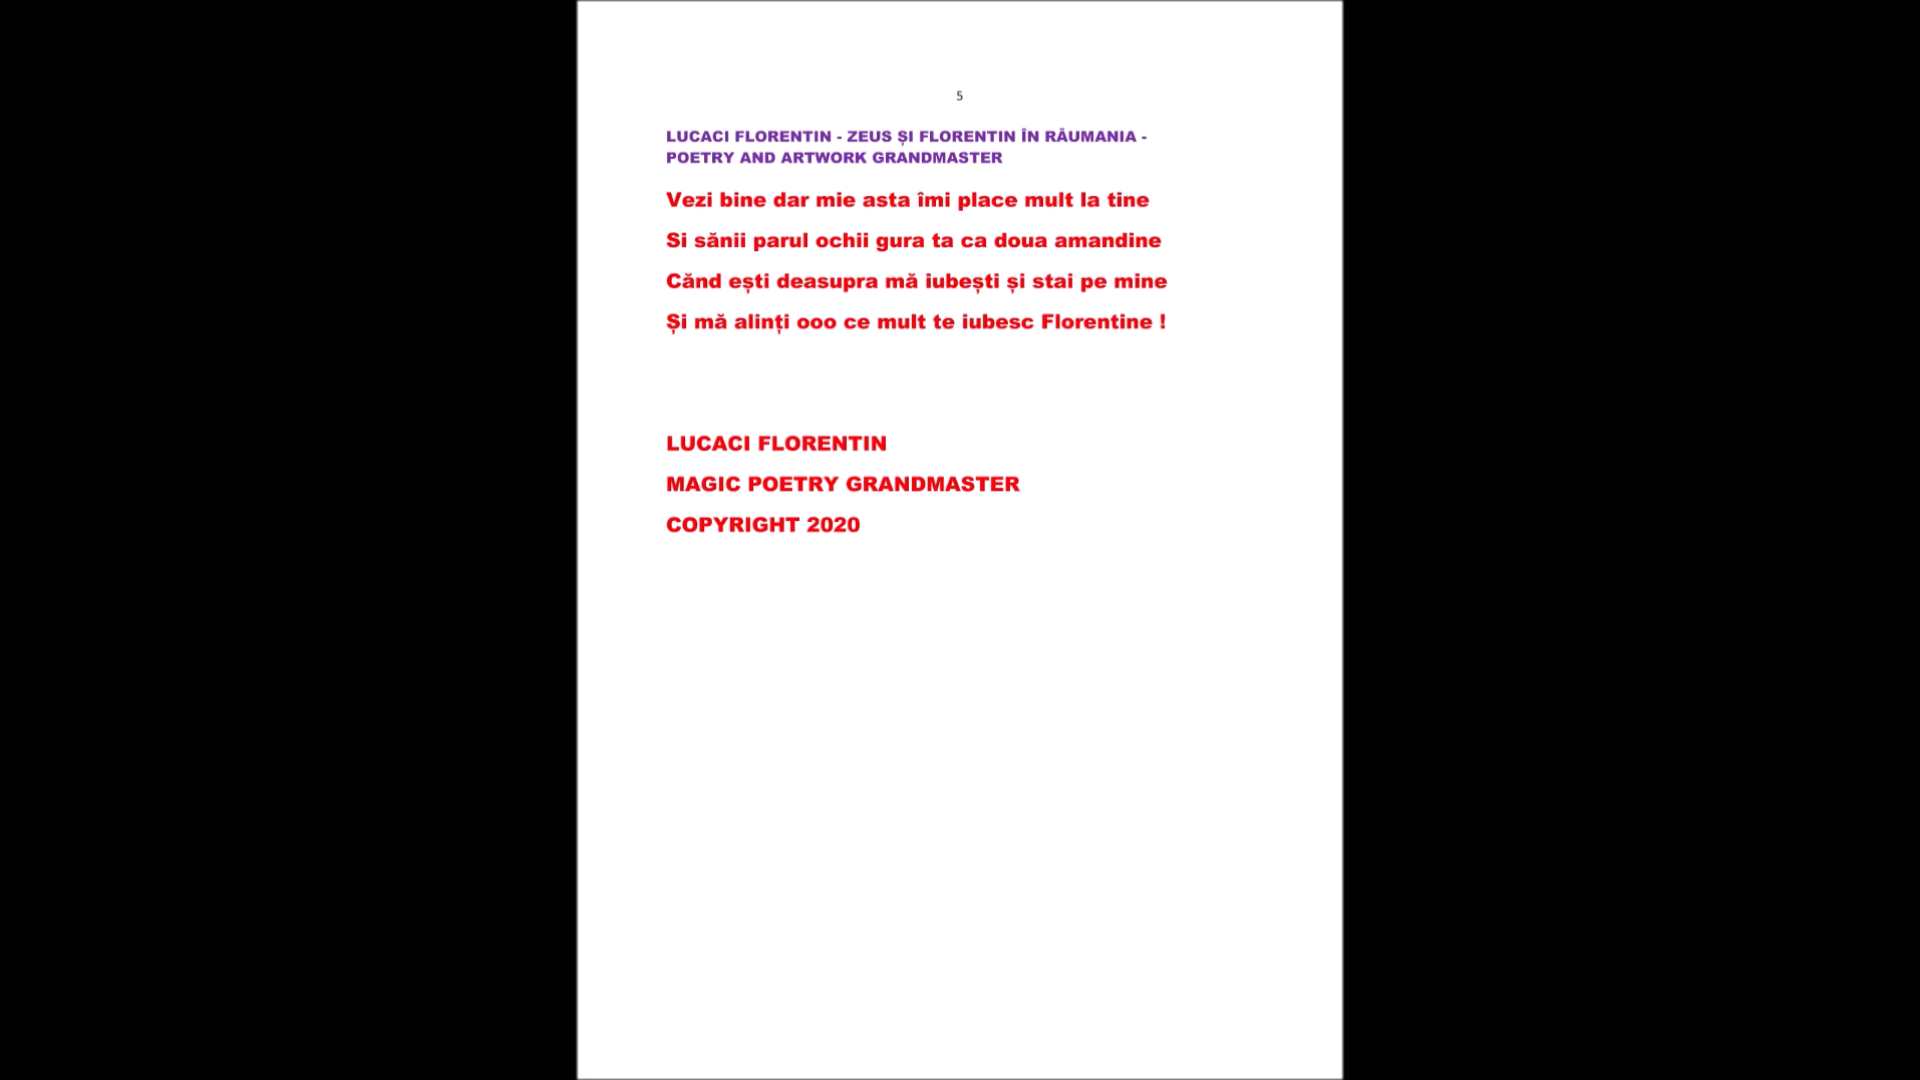 5
LUCACI FLORENTIN - ZEUS ȘI FLORENTIN ÎN RĂUMANIA -
POETRY AND ARTWORK GRANDMASTER
Vezi bine dar mie asta îmi place mult la tine
Si sănii parul ochii gura ta ca doua amandine
Cănd ești deasupra mă iubești și stai pe mine
Și mă alinți ooo ce mult te iubesc Florentine !
LUCACI FLORENTIN
MAGIC POETRY GRANDMASTER
COPYRIGHT 2020